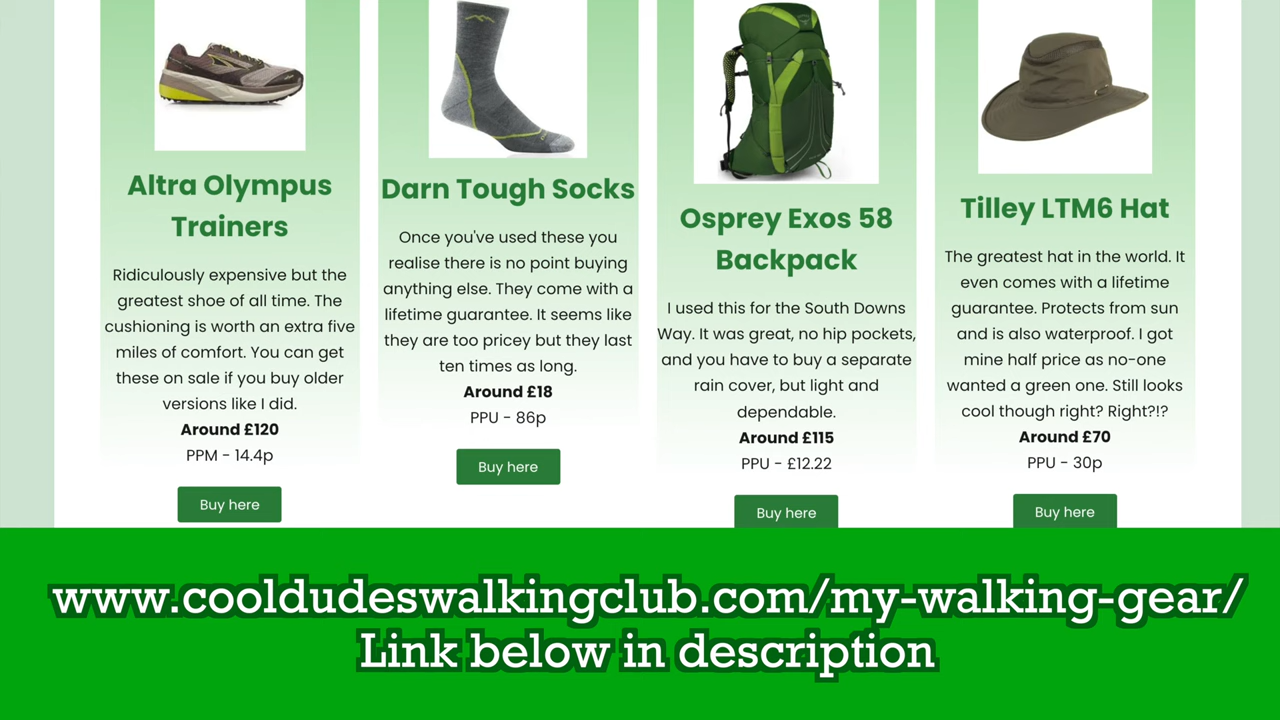 Altra Olympus
Trainers
Ridiculously expensive but the
greatest shoe of all time. The
cushioning is worth an extra five
miles of comfort. You can get
these on sale if you buy older
versions like I did.
Around £120
PPM - 14.4p
Buy here
Darn Tough Socks
Once you've used these you
realise there is no point buying
anything else. They come with a
lifetime guarantee. It seems like
they are too pricey but they last
ten times as long.
Around £18
PPU - 86p
Buy here
Osprey Exos 58
Backpack
I used this for the South Downs
Way. It was great, no hip pockets,
and you have to buy a separate
rain cover, but light and
dependable.
Around £115
PPU - £12.22
Buy here
Tilley LTM6 Hat
The greatest hat in the world. It
even comes with a lifetime
guarantee. Protects from sun
and is also waterproof. I got
mine half price as no-one
wanted a green one. Still looks
cool though right? Right?!?
Around £70
PPU - 30p
Buy here
www.cooldudeswalkingclub.com/my-walking-gear/
Link below in description